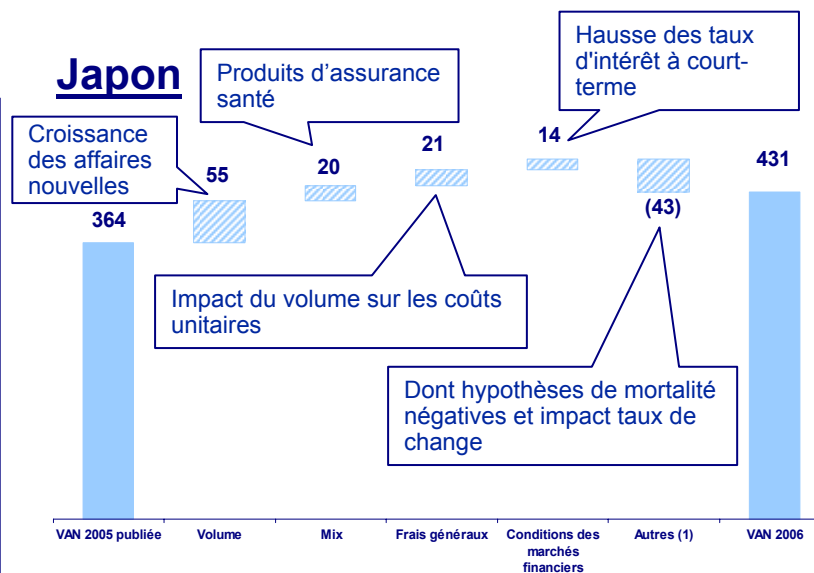 Japon
Produits d'assurance
santé
Hausse des taux
d'intérêt à court-
terme
Croissance
des affaires
nouvelles
364
55
20
21
14
(43)
431
Impact du volume sur les coûts
unitaires
Dont hypothèses de mortalité
négatives et impact taux de
change
VAN 2005 publiée
Volume
Mix
Frais généraux
Conditions des
marchés
financiers
Autres (1)
VAN 2006